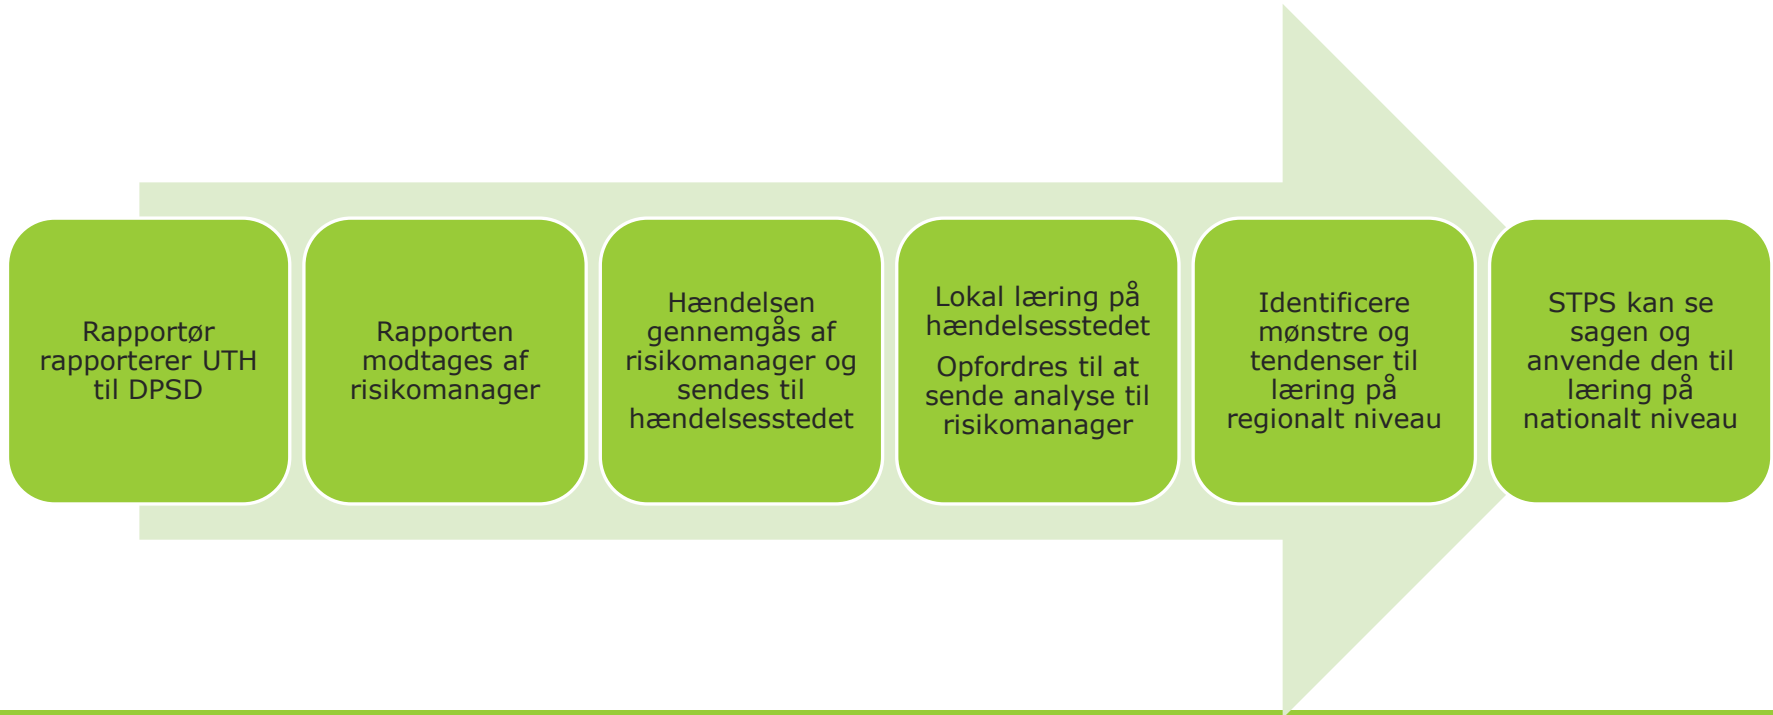 Rapportør
rapporterer UTH
til DPSD
Rapporten
modtages af
risikomanager
Hændelsen
gennemgås af
risikomanager og
sendes til
hændelsesstedet
Lokal læring på
hændelsesstedet
Opfordres til at
sende analyse til
risikomanager
Identificere
mønstre og
tendenser til
læring på
regionalt niveau
STPS kan se
sagen og
anvende den til
læring på
nationalt niveau